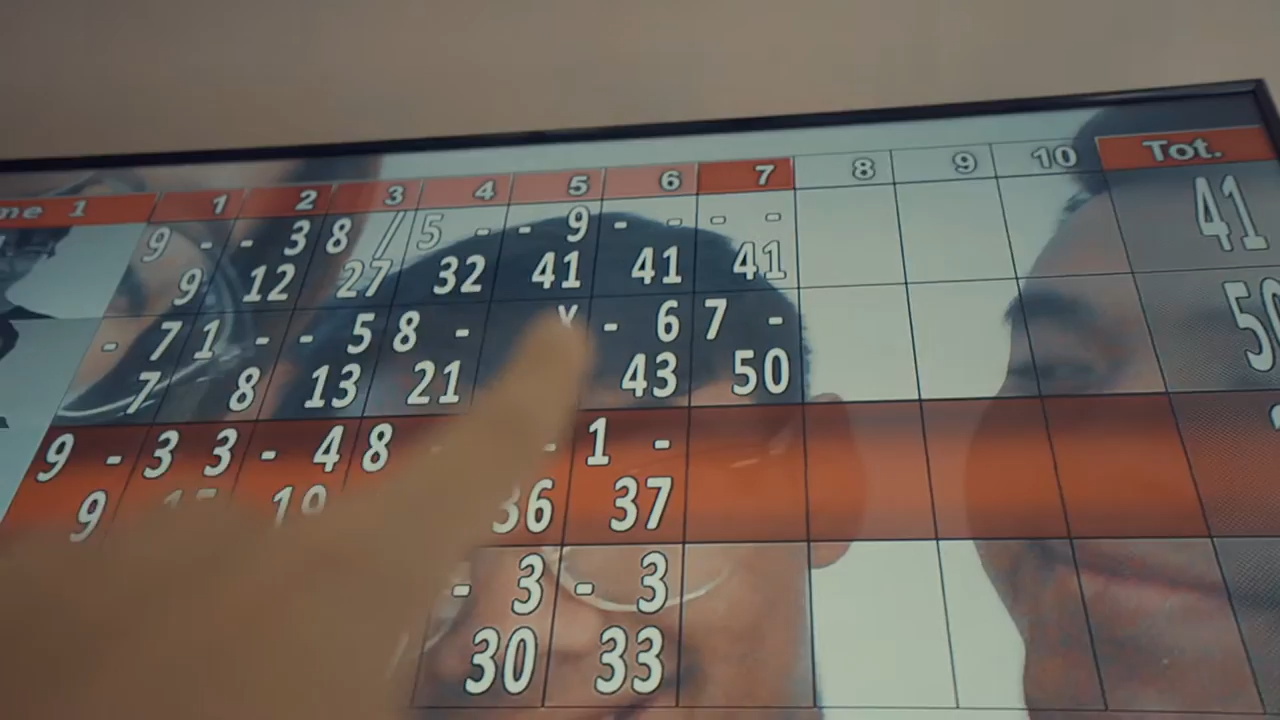 ne 1 1 2 3 4 5 6 7 8 9 10 Tot.
9 - - 3 8 / 5 - - 9 - - - - 41
9 12 27 32 41 41 41
- 7 1 - - 5 8 - - 6 7 - 50
7 8 13 21 43 50
9 - 3 3 - 4 8 - 1 -
9 19 36 37
- 3 - 3
30 33